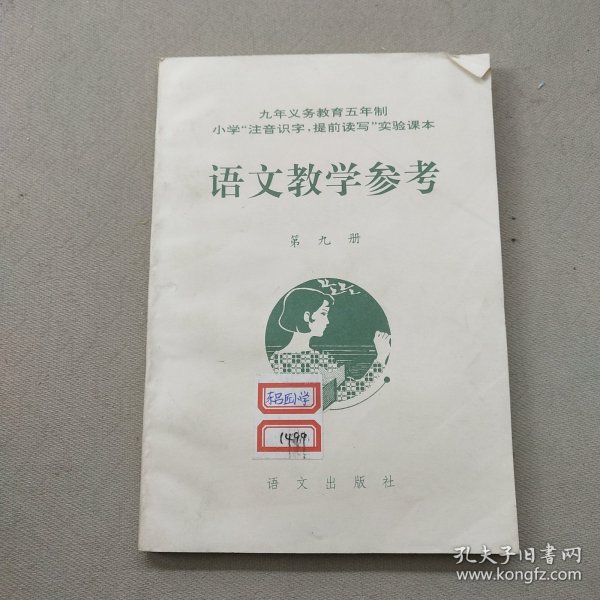 九年义务教育五年制
小学“注音识字，提前读写”实验课本
语文教学参考
第九册
1499
语文出版社
孔夫子旧书网
www.kongfz.com